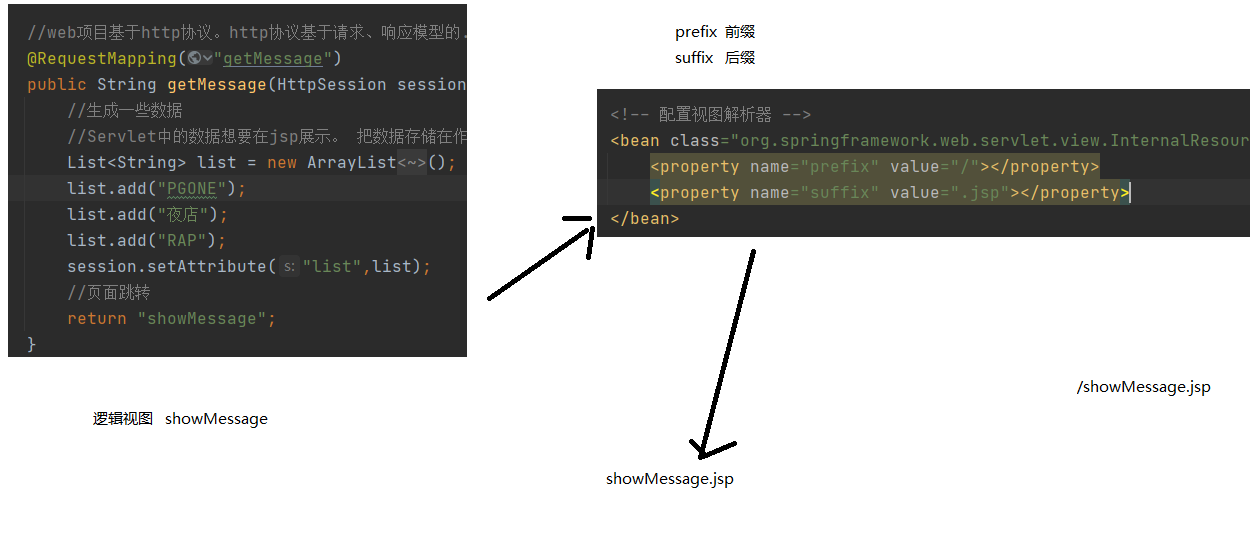 //web项目基于http协议。http协议基于请求、响应模型的.
@RequestMapping("getMessage")
public String getMessage(HttpSession session
//生成一些数据
//Servlet中的数据想要在jsp展示。 把数据存储在作
List<String> list = new ArrayList<~>();
list.add("PGONE");
list.add("夜店");
list.add("RAP");
session.setAttribute( s: "list",list);
//页面跳转
return "showMessage";
}
逻辑视图 showMessage
prefix 前缀
suffix 后缀
<!-- 配置视图解析器 -->
<bean class="org.springframework.web.servlet.view.InternalResour
<property name="prefix" value="/"></property>
<property name="suffix" value=".jsp"></property>
</bean>
/showMessage.jsp
showMessage.jsp